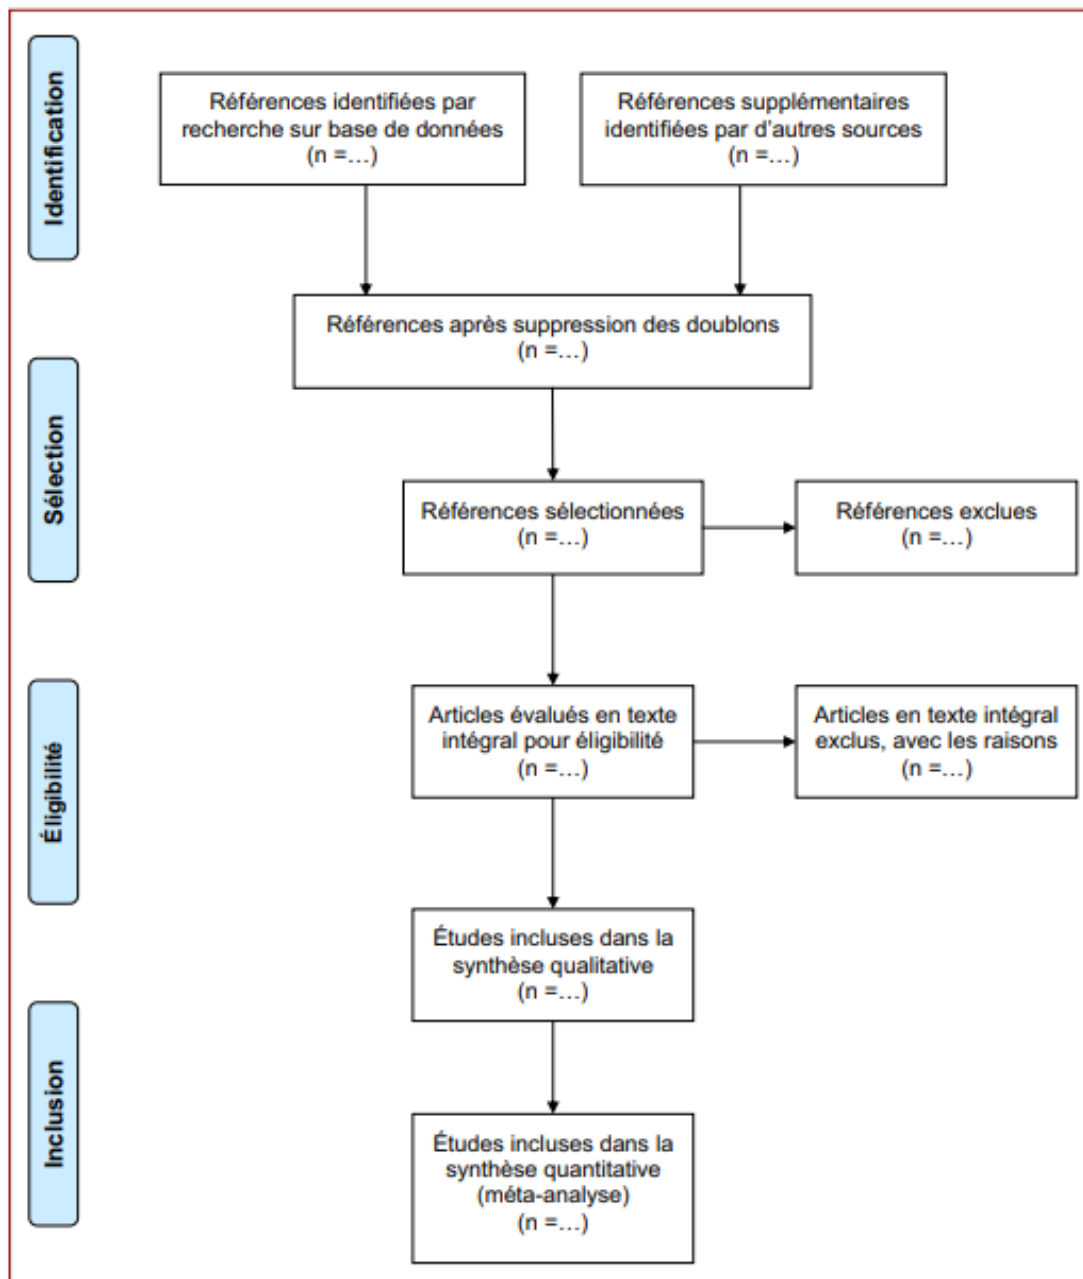 Identification
Références identifiées par
recherche sur base de données
(n =…)
Références supplémentaires
identifiées par d'autres sources
(n =…)
Références après suppression des doublons
(n =…)
Sélection
Références sélectionnées
(n =…)
Références exclues
(n =…)
Éligibilité
Articles évalués en texte
intégral pour éligibilité
(n =…)
Articles en texte intégral
exclus, avec les raisons
(n =…)
Études incluses dans la
synthèse qualitative
(n =…)
Inclusion
Études incluses dans la
synthèse quantitative
(méta-analyse)
(n =…)